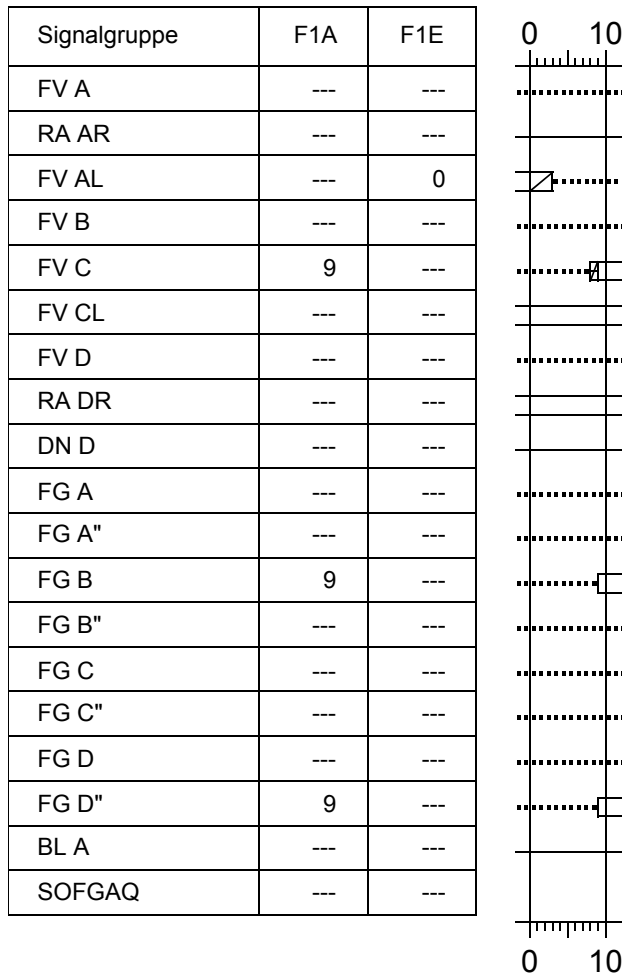 Signalgruppe F1A F1E 0 10
FV A --- ---
RA AR --- ---
FV AL --- 0
FV B --- ---
FV C 9 ---
FV CL --- ---
FV D --- ---
RA DR --- ---
DN D --- ---
FG A --- ---
FG A" --- ---
FG B 9 ---
FG B" --- ---
FG C --- ---
FG C" --- ---
FG D --- ---
FG D" 9 ---
BL A --- ---
SOFGAQ --- ---
0 10